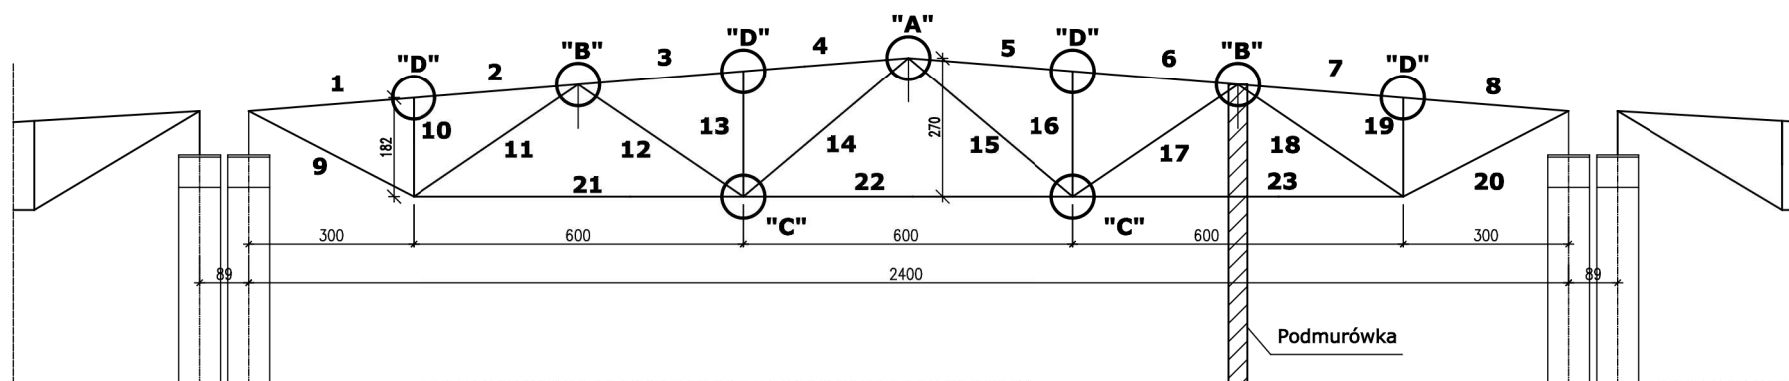 "A"
"D" "B" "D" "D" "B" "D"
1 2 3 4 5 6 7 8
9 10 11 12 13 14 15 16 17 18 19 20
182 270
21 22 23
"C" "C"
300 600 600 600 300
89 2400 89
Podmurówka